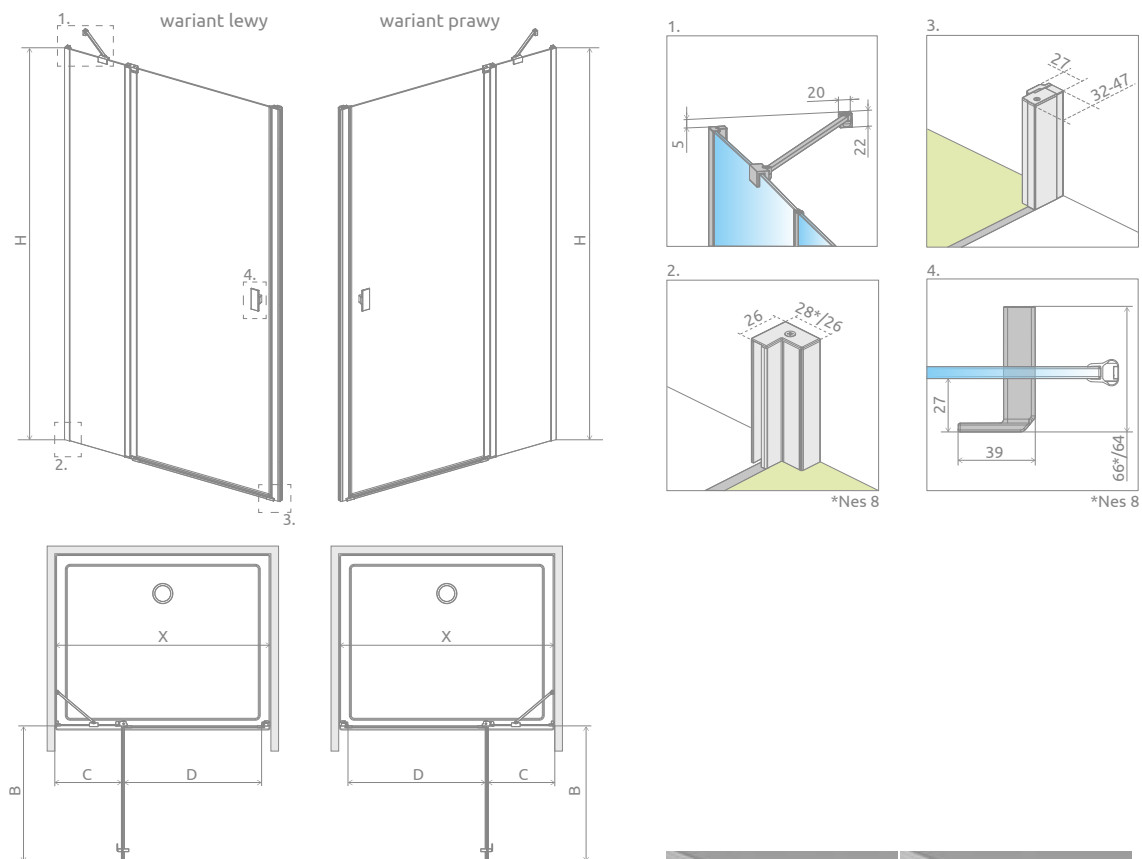 wariant lewy
wariant prawy
1.
H
4.
2.
3.
H
1.
20
5
22
3.
27
32-47
2.
26
28*/26
*Nes 8
4.
27
39
66*/64
*Nes 8
X
C
D
B
X
D
C
B